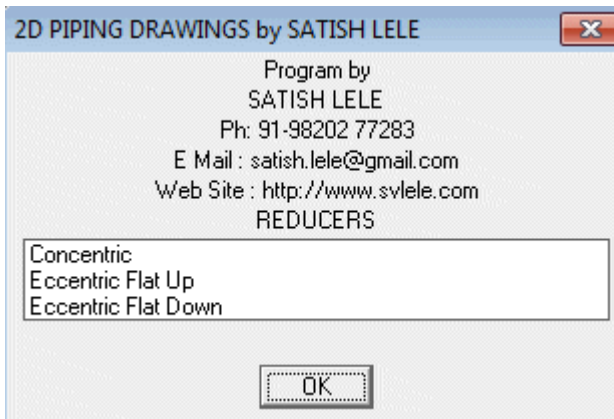 2D PIPING DRAWINGS by SATISH LELE
Program by
SATISH LELE
Ph: 91-98202 77283
E Mail : satish.lele@gmail.com
Web Site : http://www.svlele.com
REDUCERS
Concentric
Eccentric Flat Up
Eccentric Flat Down
OK